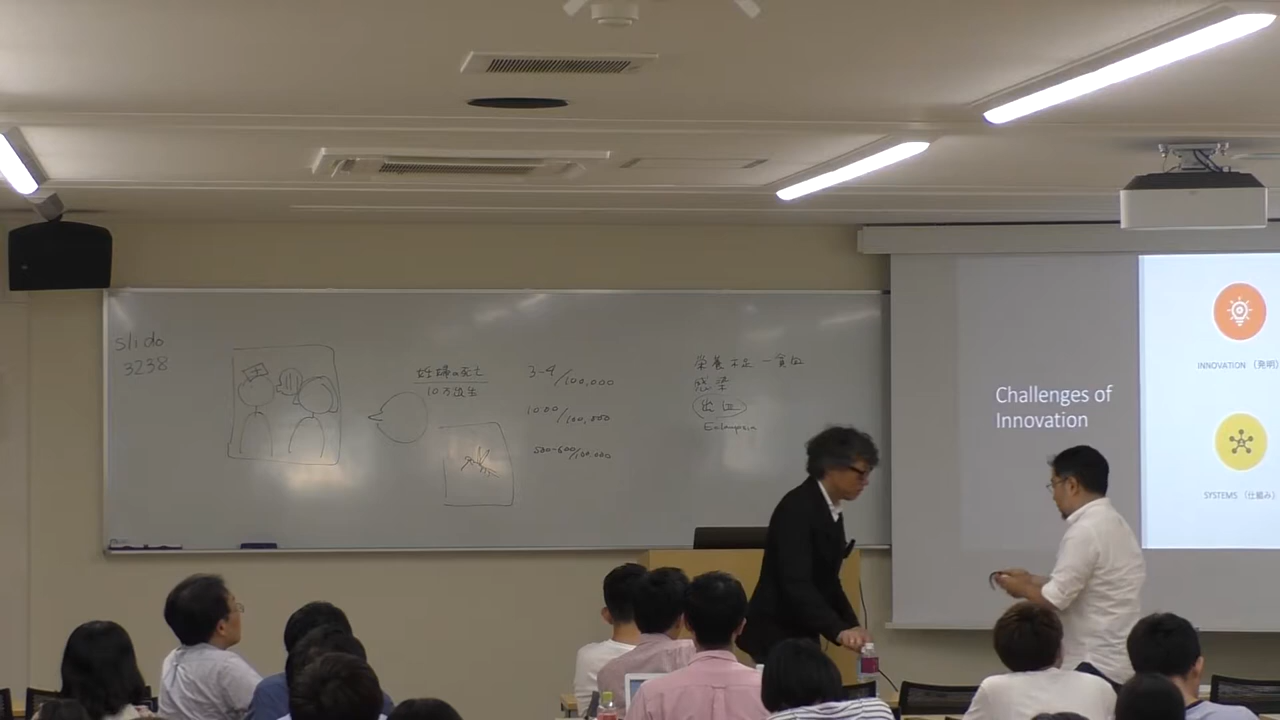 slido
3238
妊婦の死亡
10万出生
3-4/100,000
1000/100,000
500-600/100,000
栄養不足-貧血
感染
出血
Eclampsia
Challenges of
Innovation
INNOVATION (発明)
SYSTEMS (仕組み)